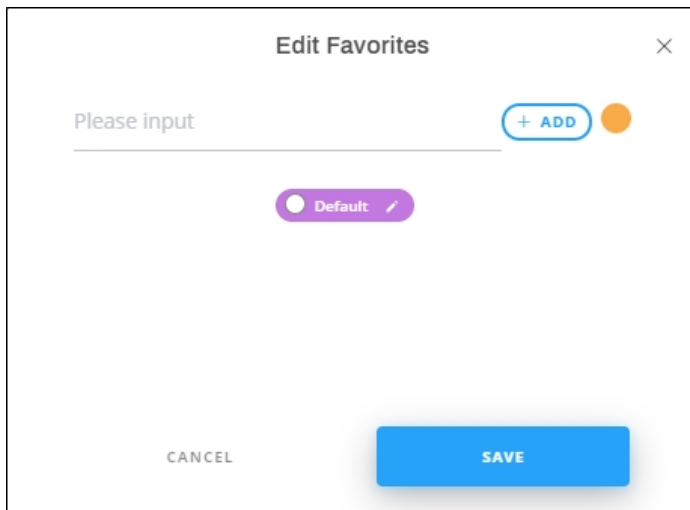 Edit Favorites
Please input
+ ADD
Default
CANCEL
SAVE